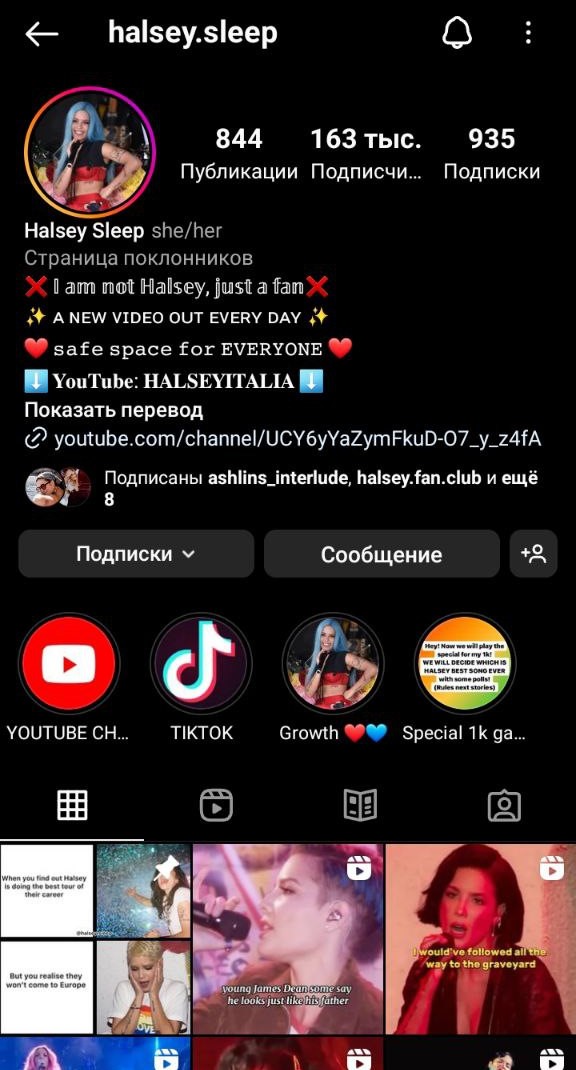 halsey.sleep
844
163 тыс.
935
Публикации
Подписчи...
Подписки
Halsey Sleep she/her
Страница поклонников
❌ 𝕀 𝕒𝕞 𝕟𝕠𝕥 ℍ𝕒𝕝𝕤𝕖𝕪, 𝕛𝕦𝕤𝕥 𝕒 𝕗𝕒𝕟❌
✨ ᴀ ɴᴇᴡ ᴠɪᴅᴇᴏ ᴏᴜᴛ ᴇᴠᴇʀʏ ᴅᴀʏ ✨
❤️ 𝚜𝚊𝚏𝚎 𝚜𝚙𝚊𝚌𝚎 𝚏𝚘𝚛 𝙴𝚅𝙴𝚁𝚈𝙾𝙽𝙴 ❤️
⬇️ 𝐘𝐨𝐮𝐓𝐮𝐛𝐞: 𝐇𝐀𝐋𝐒𝐄𝐘𝐈𝐓𝐀𝐋𝐈𝐀 ⬇️
Показать перевод
youtube.com/channel/UCY6yYaZymFkuD-O7_y_z4fA
Подписаны ashlins_interlude, halsey.fan.club и ещё
8
Подписки
Сообщение
Hey! Now we will play the
special for my 1k!
WE WILL DECIDE WHICH IS
HALSEY BEST SONG EVER
with some polls!
(Rules next stories)
YOUTUBE CH...
TIKTOK
Growth ❤️💙
Special 1k ga...
When you find out Halsey
is doing the best tour of
their career
But you realise they
won't come to Europe
LOVE
young James Dean some say
he looks just like his father
I would've followed all the
way to the graveyard